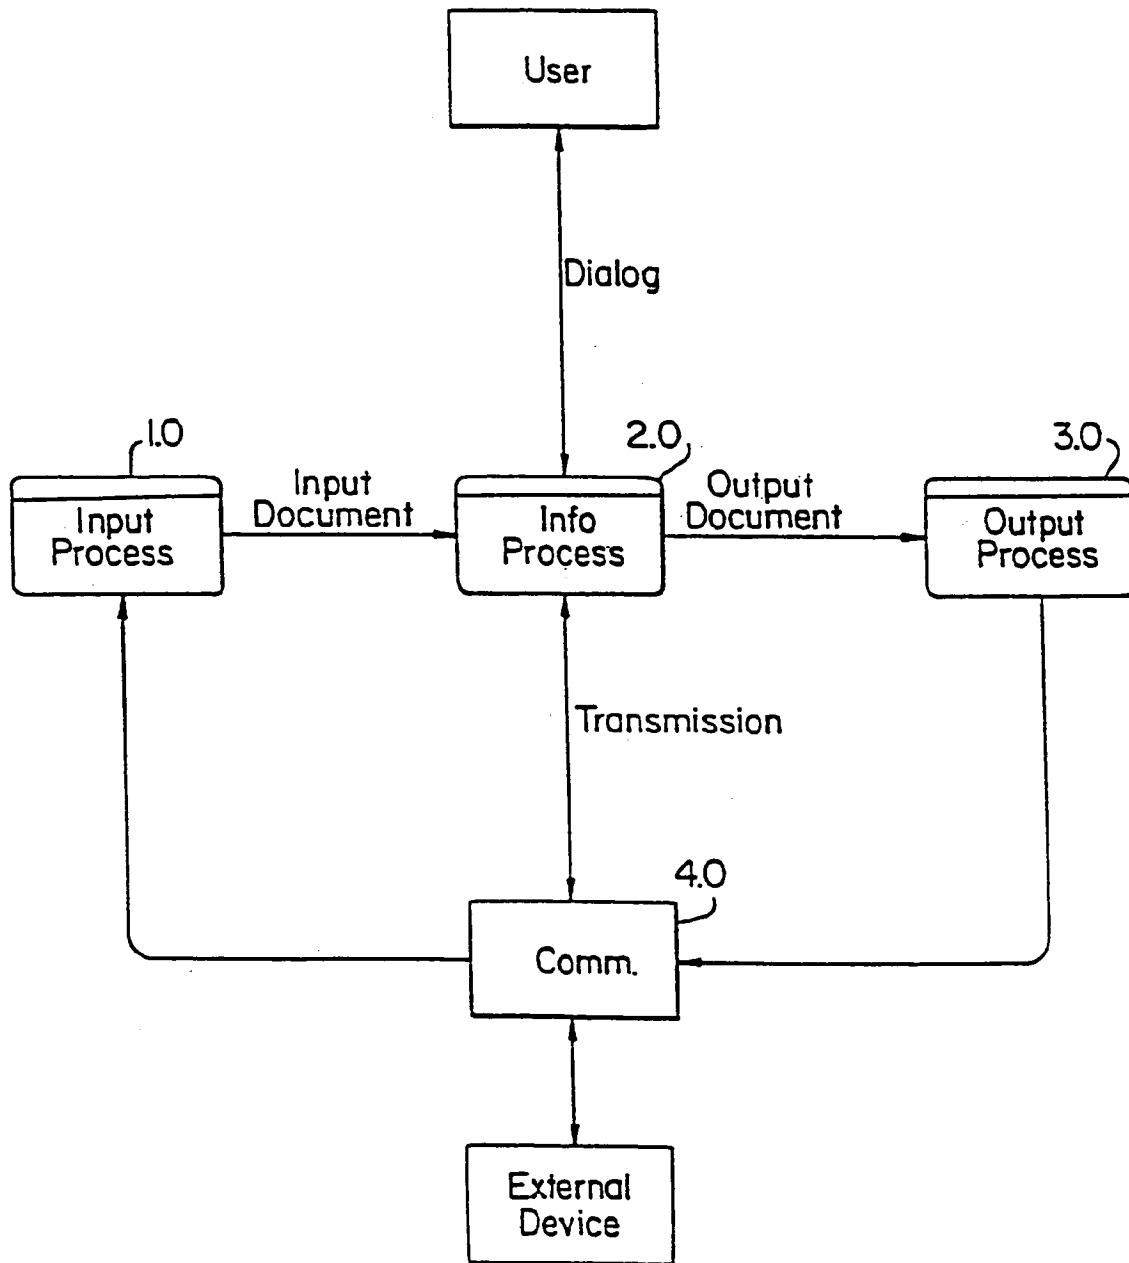 User
Dialog
1.0
2.0
3.0
Input
Document
Output
Document
Input
Process
Info
Process
Output
Process
Transmission
4.0
Comm.
External
Device